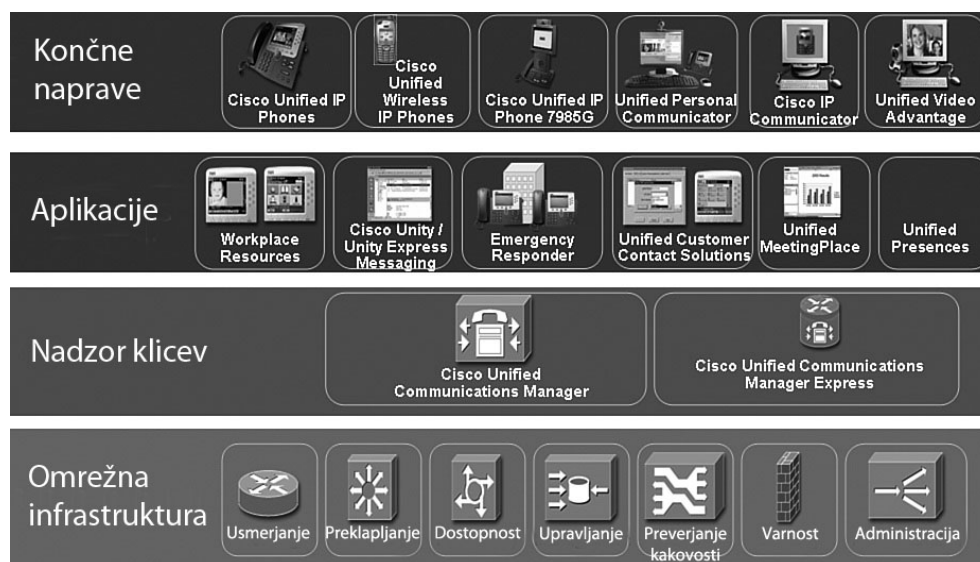 Končne
naprave
Cisco Unified IP
Phones
Cisco
Unified
Wireless
IP Phones
Cisco Unified IP
Phone 7985G
Unified Personal
Communicator
Cisco IP
Communicator
Unified Video
Advantage
Aplikacije
Workplace
Resources
Cisco Unity /
Unity Express
Messaging
Emergency
Responder
Unified Customer
Contact Solutions
Unified
MeetingPlace
Unified
Presences
Nadzor klicev
Cisco Unified
Communications Manager
Cisco Unified Communications
Manager Express
Omrežna
infrastruktura
Usmerjanje
Preklapljanje
Dostopnost
Upravljanje
Preverjanje
kakovosti
Varnost
Administracija